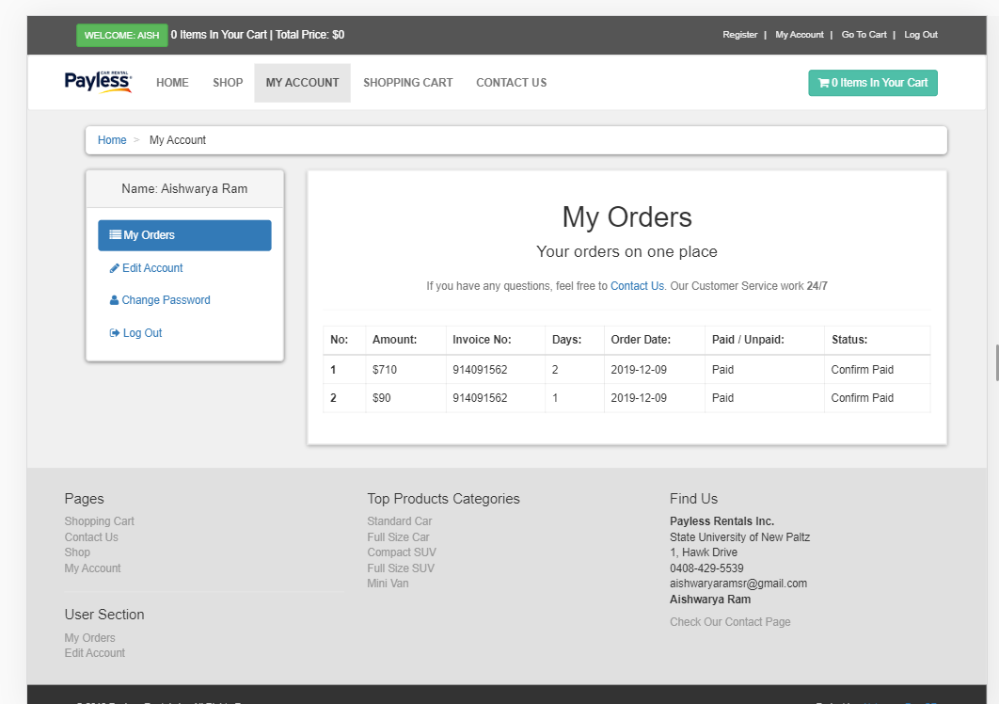 WELCOME: AISH 0 Items In Your Cart | Total Price: $0
Register | My Account | Go To Cart | Log Out
CAR RENTAL
Payless
HOME SHOP MY ACCOUNT SHOPPING CART CONTACT US
0 Items In Your Cart
Home > My Account
Name: Aishwarya Ram
My Orders
Edit Account
Change Password
Log Out
My Orders
Your orders on one place
If you have any questions, feel free to Contact Us. Our Customer Service work 24/7
No: Amount: Invoice No: Days: Order Date: Paid / Unpaid: Status:
1 $710 914091562 2 2019-12-09 Paid Confirm Paid
2 $90 914091562 1 2019-12-09 Paid Confirm Paid
Pages
Shopping Cart
Contact Us
Shop
My Account
User Section
My Orders
Edit Account
Top Products Categories
Standard Car
Full Size Car
Compact SUV
Full Size SUV
Mini Van
Find Us
Payless Rentals Inc.
State University of New Paltz
1, Hawk Drive
0408-429-5539
aishwaryaramsr@gmail.com
Aishwarya Ram
Check Our Contact Page